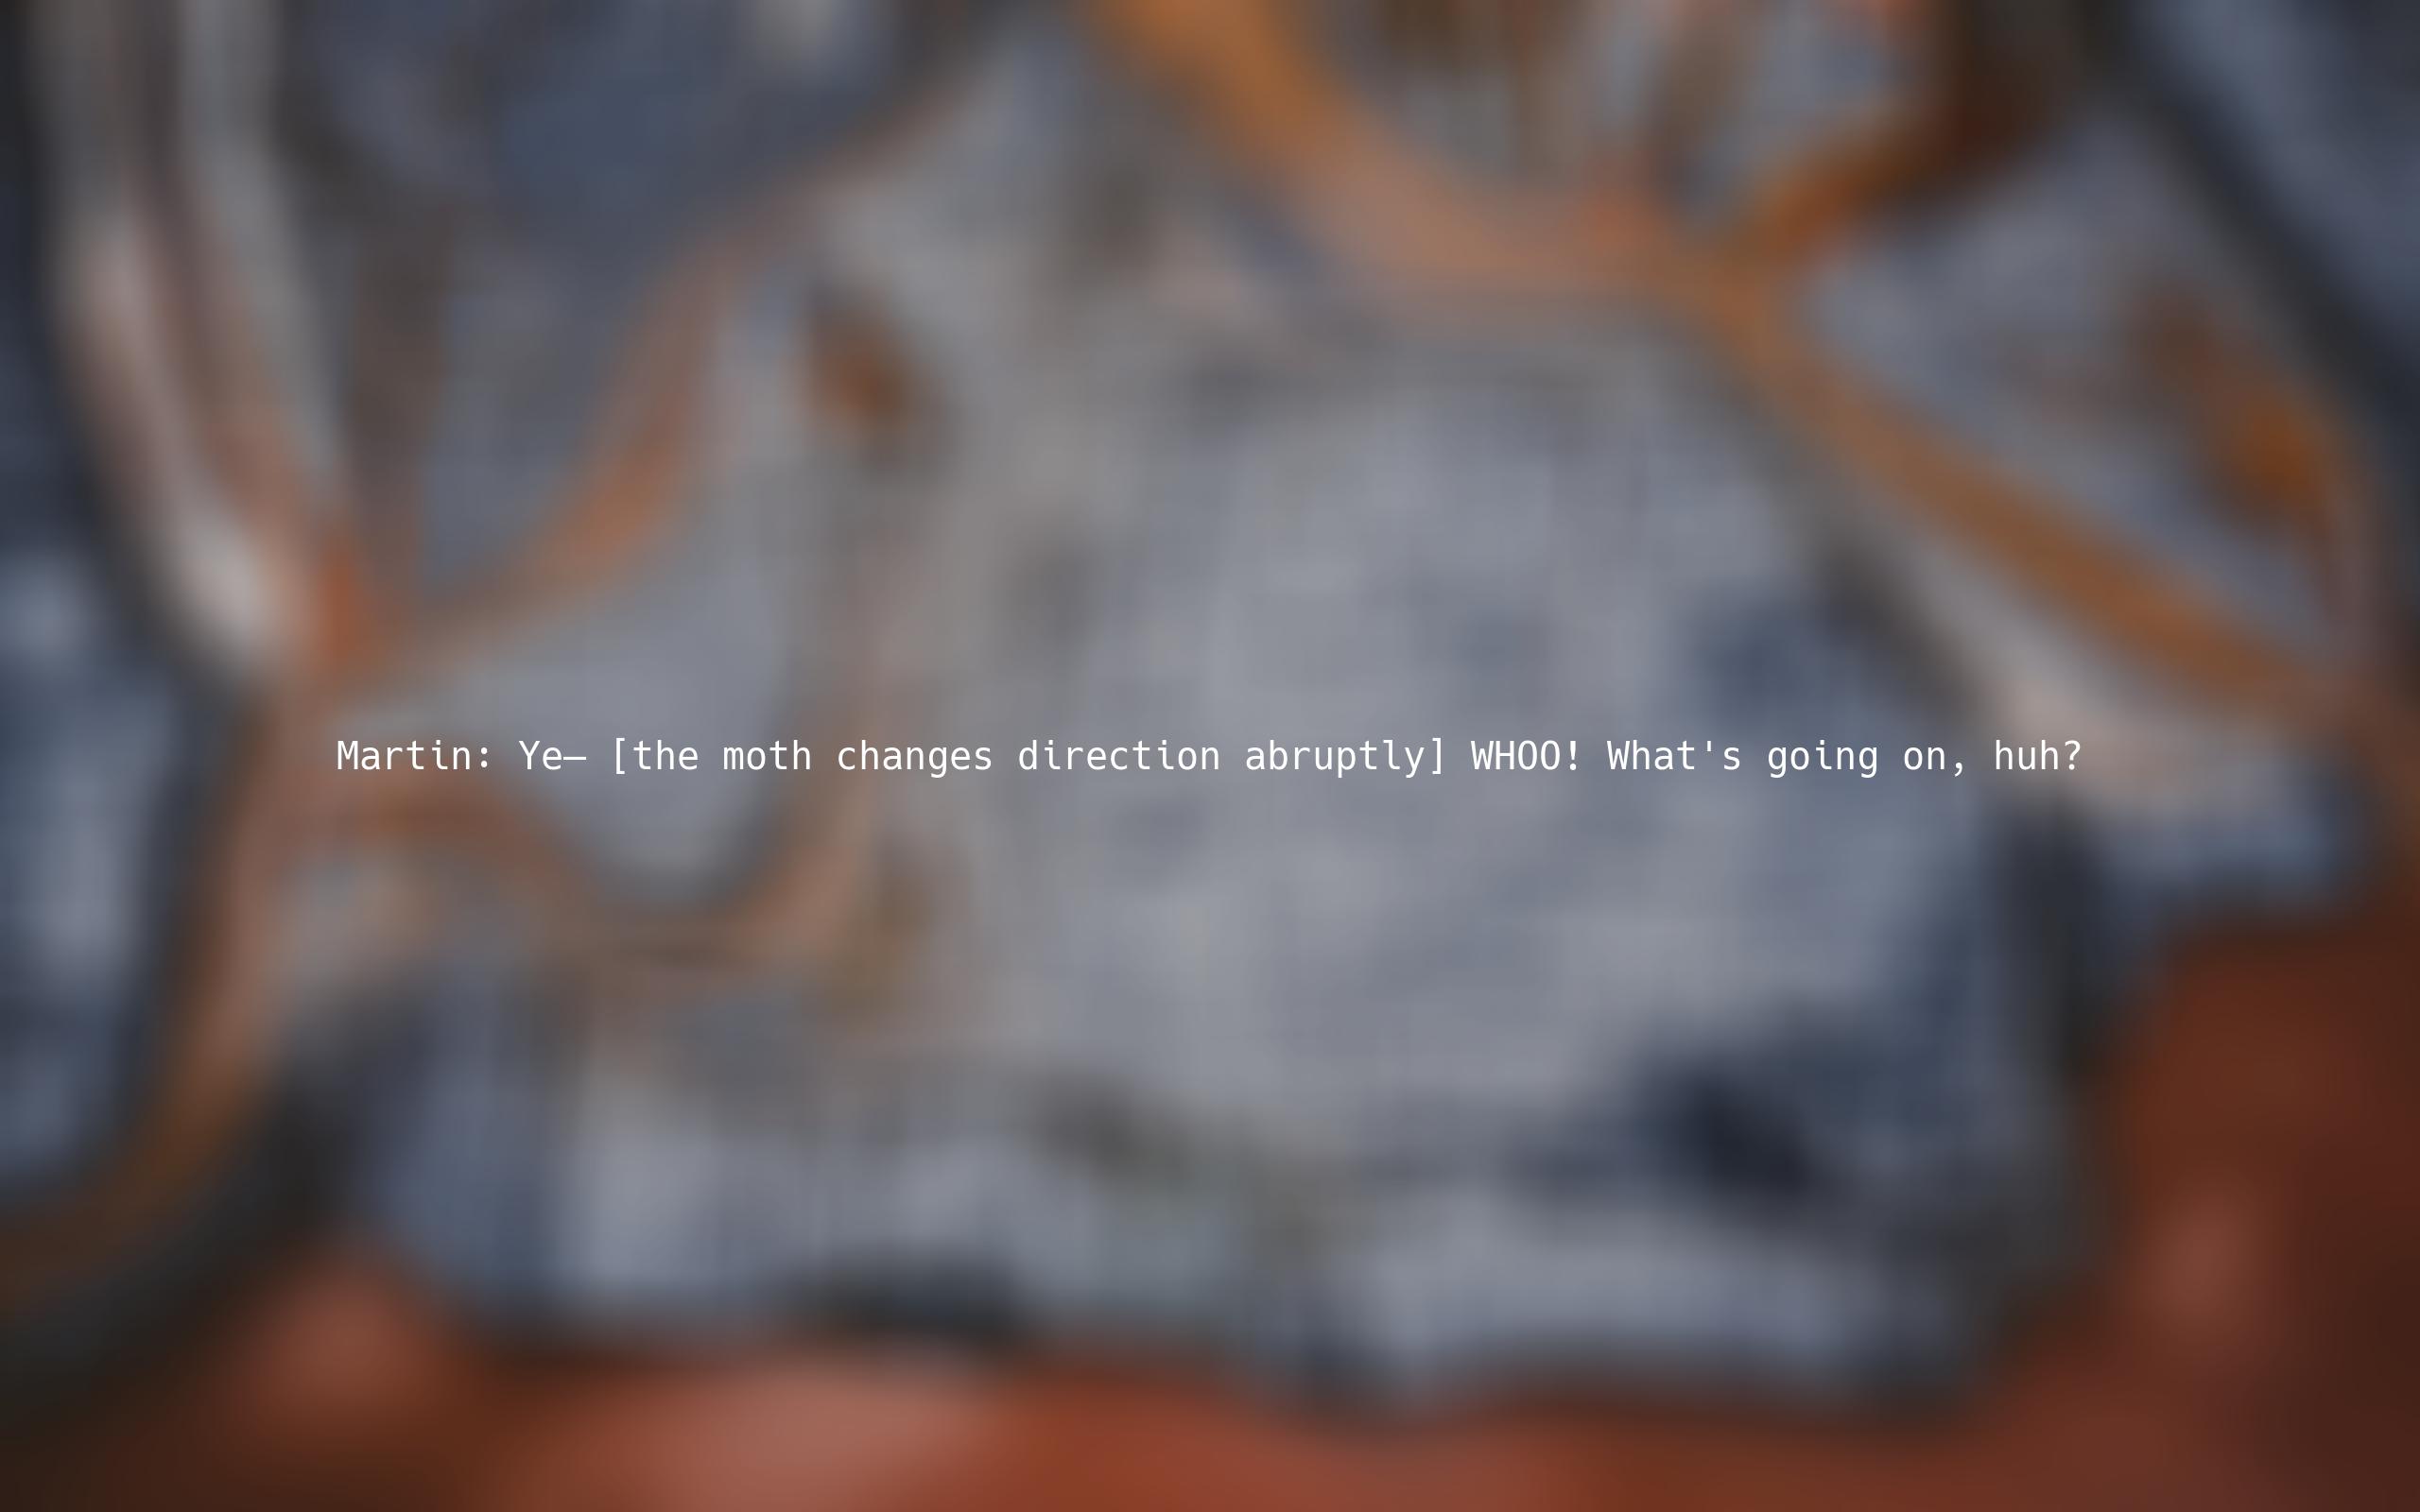 Martin: Ye– [the moth changes direction abruptly] WHOO! What's going on, huh?